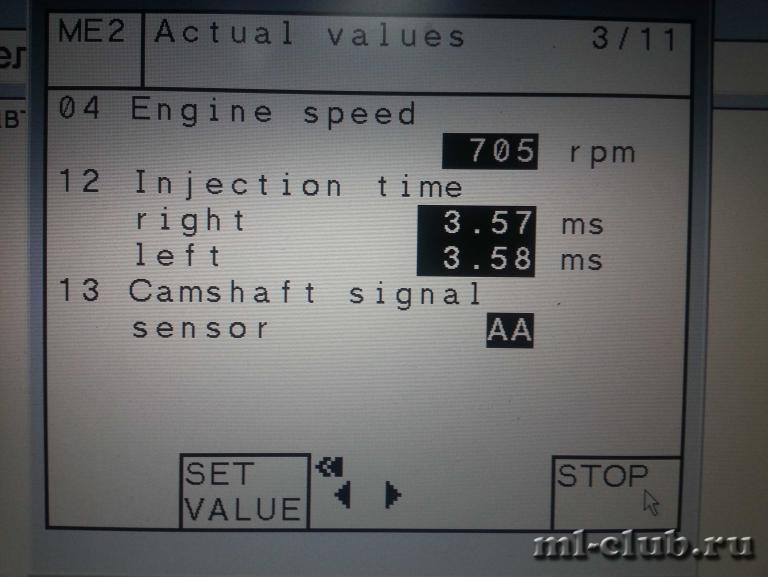 ME2 Actual values 3/11
04 Engine speed
705 rpm
12 Injection time
right 3.57 ms
left 3.58 ms
13 Camshaft signal
sensor AA
SET
VALUE
STOP
ml-club.ru